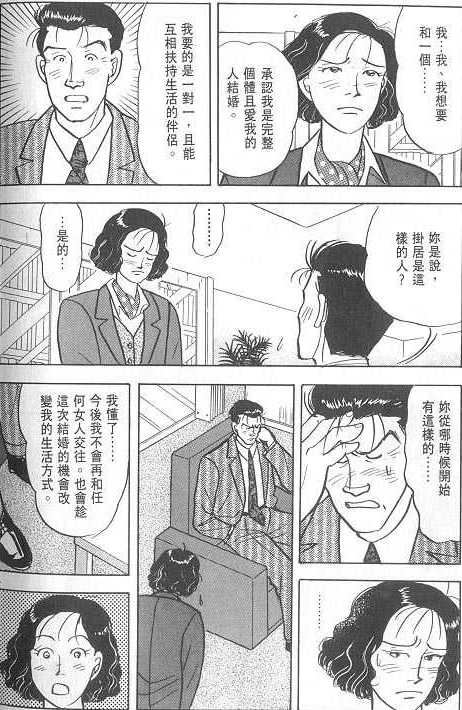 我…我、我想要
和一個……
承認我是完整
個體且愛我的
人結婚。
我要的是一對一，且能
互相扶持生活的伴侶。
妳是說，
掛居是這
樣的人？
………
…是的…
妳從哪時候開始
有這樣的……
我懂了……
今後我不會再和任
何女人交往。也會趁
這次結婚的機會改
變我的生活方式。
……